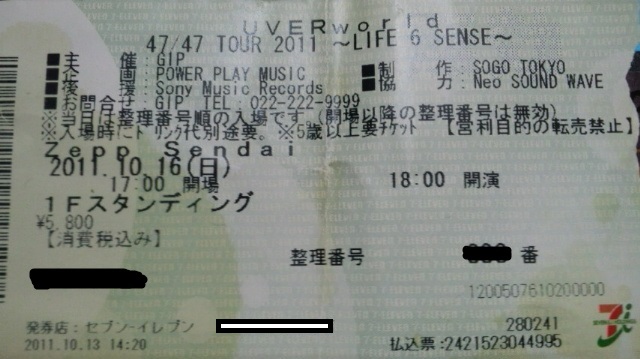 UVERworld
47/47 TOUR 2011 ～LIFE 6 SENSE～
■主 催：GIP ■制 作：SOGO TOKYO
■企 画：POWER PLAY MUSIC ■協 力：Neo SOUND WAVE
■後 援：Sony Music Records
■お問合せ：GIP TEL：022-222-9999
※当日は整理番号順の入場です（開場以降の整理番号は無効）
※入場時にドリンク代別途要。※5歳以上要チケット 【営利目的の転売禁止】
Zepp Sendai
2011.10.16(日)
17:00 開場 18:00 開演
1Fスタンディング
¥5,800
【消費税込み】
整理番号 番
1200507610200000
発券店：セブン-イレブン 280241
2011.10.13 14:20 払込票:2421523044995